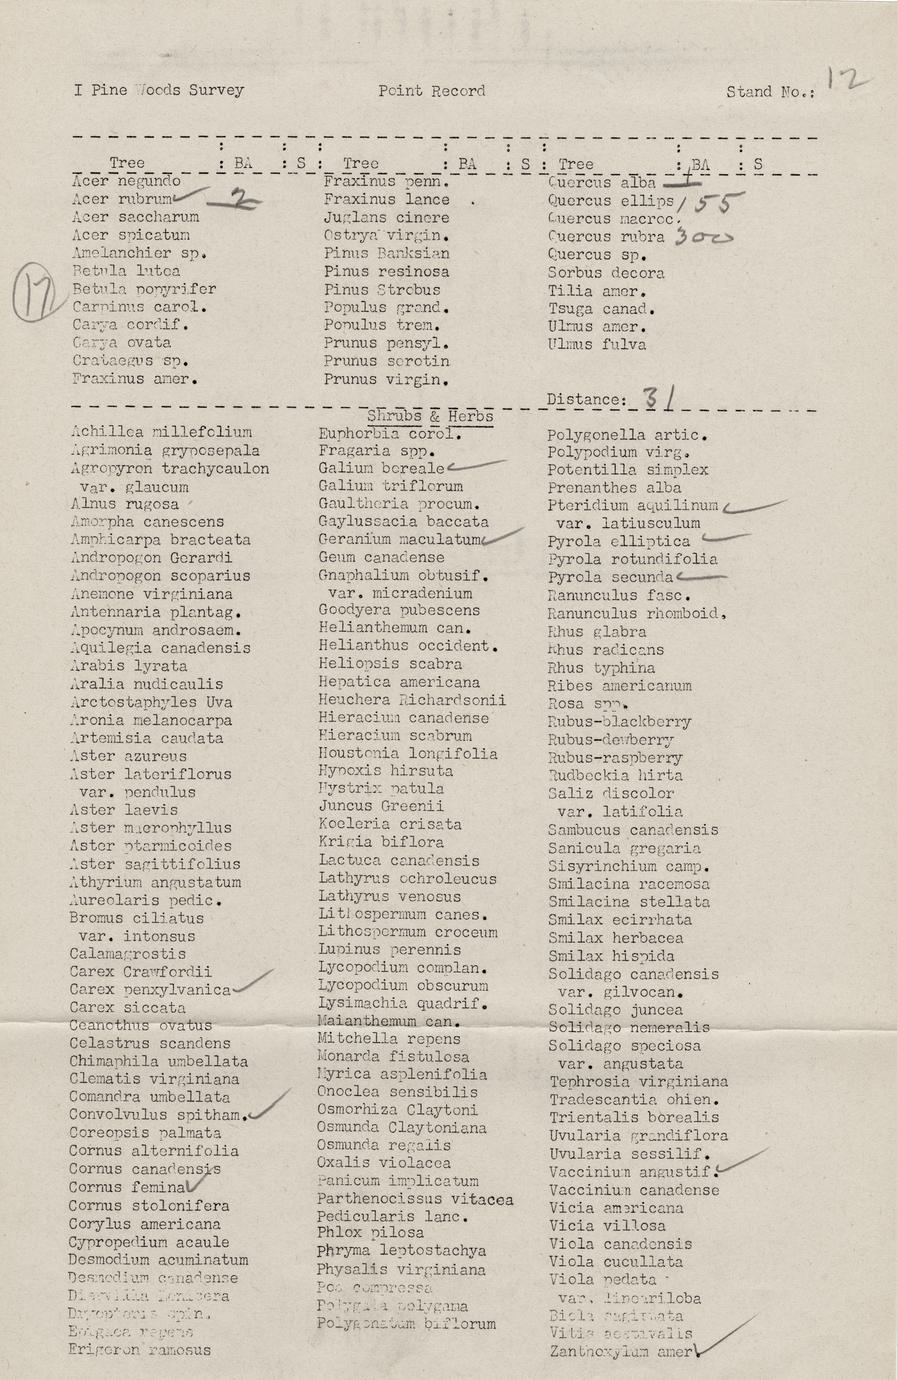 I Pine Woods Survey Point Record Stand No.: 12
Tree : BA : S : Tree : BA : S : Tree : BA : S
Acer negundo
Acer rubrum 2
Acer saccharum
Acer spicatum
Amelanchier sp.
Betula lutea
Betula popyrifer
17
Carpinus carol.
Carya cordif.
Carya ovata
Crataegus sp.
Fraxinus amer.
Fraxinus penn.
Fraxinus lance .
Juglans cinere
Ostrya virgin.
Pinus Banksian
Pinus resinosa
Pinus Strobus
Populus grand.
Populus trem.
Prunus pensyl.
Prunus serotin
Prunus virgin.
Quercus alba 1
Quercus ellips/ 55
Quercus macroc.
Quercus rubra 300
Quercus sp.
Sorbus decora
Tilia amer.
Tsuga canad.
Ulmus amer.
Ulmus fulva
Distance: 31
Shrubs & Herbs
Achillea millefolium
Agrimonia gryposepala
Agropyron trachycaulon
var. glaucum
Alnus rugosa
Amorpha canescens
Amphicarpa bracteata
Andropogon Gerardi
Andropogon scoparius
Anemone virginiana
Antennaria plantag.
Apocynum androsaem.
Aquilegia canadensis
Arabis lyrata
Aralia nudicaulis
Arctostaphyles Uva
Aronia melanocarpa
Artemisia caudata
Aster azureus
Aster lateriflorus
var. pendulus
Aster laevis
Aster macrophyllus
Aster ptarmicoides
Aster sagittifolius
Athyrium angustatum
Aureolaris pedic.
Bromus ciliatus
var. intonsus
Calamagrostis
Carex Crawfordii
Carex penxylvanica
Carex siccata
Ceanothus ovatus
Celastrus scandens
Chimaphila umbellata
Clematis virginiana
Comandra umbellata
Convolvulus spitham.
Coreopsis palmata
Cornus alternifolia
Cornus canadensis
Cornus femina
Cornus stolonifera
Corylus americana
Cypropedium acaule
Desmodium acuminatum
Desmodium canadense
Diervilla Lonicera
Dryopteris spin.
Epigaea repens
Erigeron ramosus
Euphorbia corol.
Fragaria spp.
Galium boreale
Galium triflorum
Gaultheria procum.
Gaylussacia baccata
Geranium maculatum
Geum canadense
Gnaphalium obtusif.
var. micradenium
Goodyera pubescens
Helianthemum can.
Helianthus occident.
Heliopsis scabra
Hepatica americana
Heuchera Richardsonii
Hieracium canadense
Hieracium scabrum
Houstonia longifolia
Hypoxis hirsuta
Hystrix patula
Juncus Greenii
Koeleria crisata
Krigia biflora
Lactuca canadensis
Lathyrus ochroleucus
Lathyrus venosus
Lithospermum canes.
Lithospermum croceum
Lupinus perennis
Lycopodium complan.
Lycopodium obscurum
Lysimachia quadrif.
Maianthemum can.
Mitchella repens
Monarda fistulosa
Myrica asplenifolia
Onoclea sensibilis
Osmorhiza Claytoni
Osmunda Claytoniana
Osmunda regalis
Oxalis violacea
Panicum implicatum
Parthenocissus vitacea
Pedicularis lanc.
Phlox pilosa
Phryma leptostachya
Physalis virginiana
Poa compressa
Polygala polygama
Polygonatum biflorum
Polygonella artic.
Polypodium virg.
Potentilla simplex
Prenanthes alba
Pteridium aquilinum
var. latiusculum
Pyrola elliptica
Pyrola rotundifolia
Pyrola secunda
Ranunculus fasc.
Ranunculus rhomboid,
Rhus glabra
Rhus radicans
Rhus typhina
Ribes americanum
Rosa spp.
Rubus-blackberry
Rubus-dewberry
Rubus-raspberry
Rudbeckia hirta
Saliz discolor
var. latifolia
Sambucus canadensis
Sanicula gregaria
Sisyrinchium camp.
Smilacina racemosa
Smilacina stellata
Smilax ecirrhata
Smilax herbacea
Smilax hispida
Solidago canadensis
var. gilvocan.
Solidago juncea
Solidago nemeralis
Solidago speciosa
var. angustata
Tephrosia virginiana
Tradescantia ohien.
Trientalis borealis
Uvularia grandiflora
Uvularia sessilif.
Vaccinium angustif.
Vaccinium canadense
Vicia americana
Vicia villosa
Viola canadensis
Viola cucullata
Viola pedata
var. lineariloba
Biola sagittata
Vitis aestivalis
Zanthoxylum amer